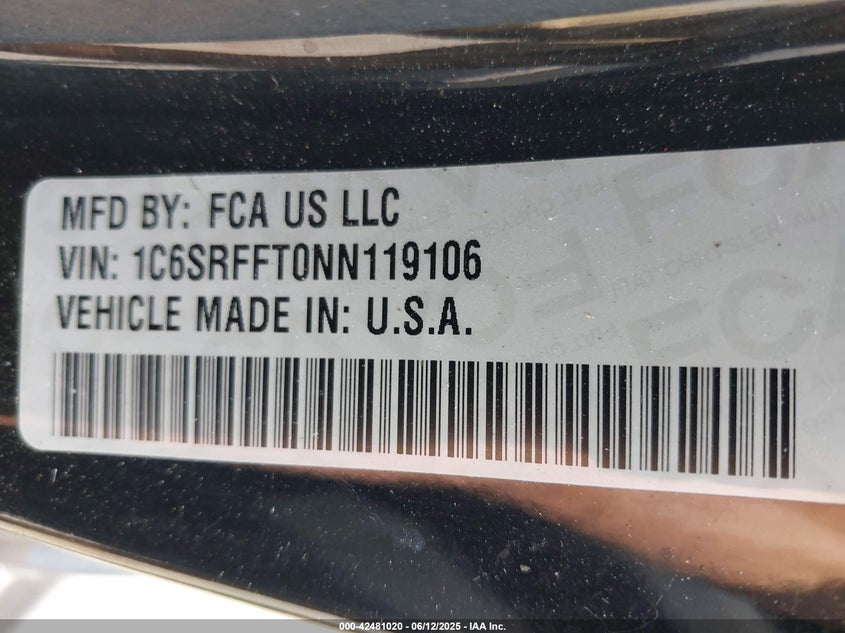 MFD BY: FCA US LLC
VIN: 1C6SRFFT0NN119106
VEHICLE MADE IN: U.S.A.
000-42481020 - 06/12/2025 - IAA Inc.